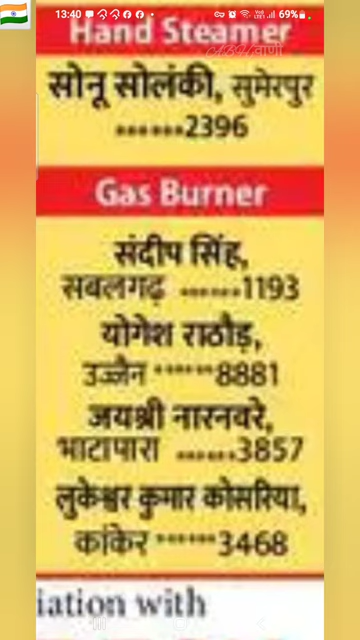 13:40
69%
Hand Steamer
सोनू सोलंकी, सुमेरपुर
......2396
Gas Burner
संदीप सिंह,
सबलगढ़ ......1193
योगेश राठौड़,
उज्जैन ******8881
जयश्री नारनवरे,
भाटापारा ......3857
लुकेश्वर कुमार कोसरिया,
कांकेर ******3468
iation with